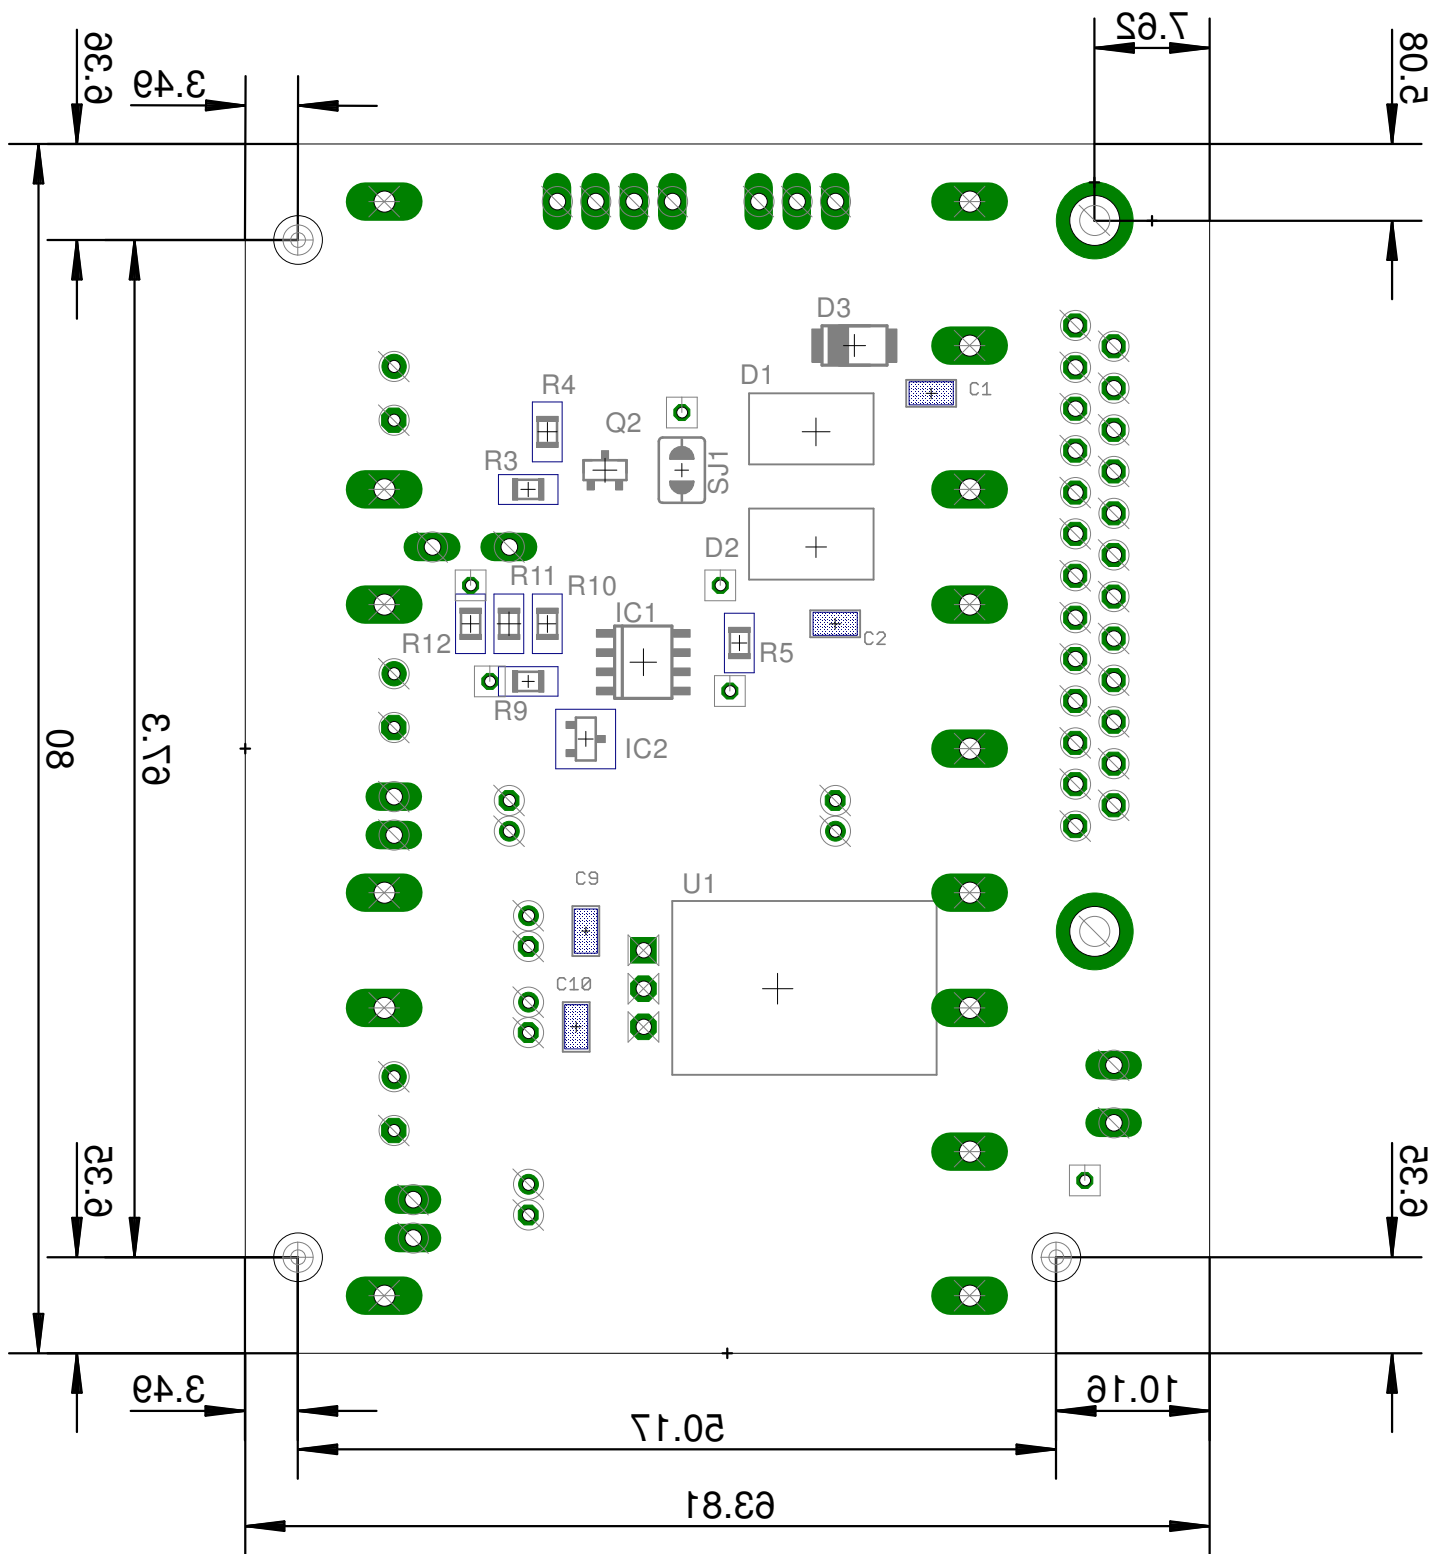 7.62
6.36
5.08
3.49
D3
D1
R4
C1
Q2
R3
SJ1
D2
R11
R10
IC1
R12
C2
R5
R9
IC2
80
67.3
C9
U1
C10
6.35
6.35
3.49
10.16
50.17
63.81